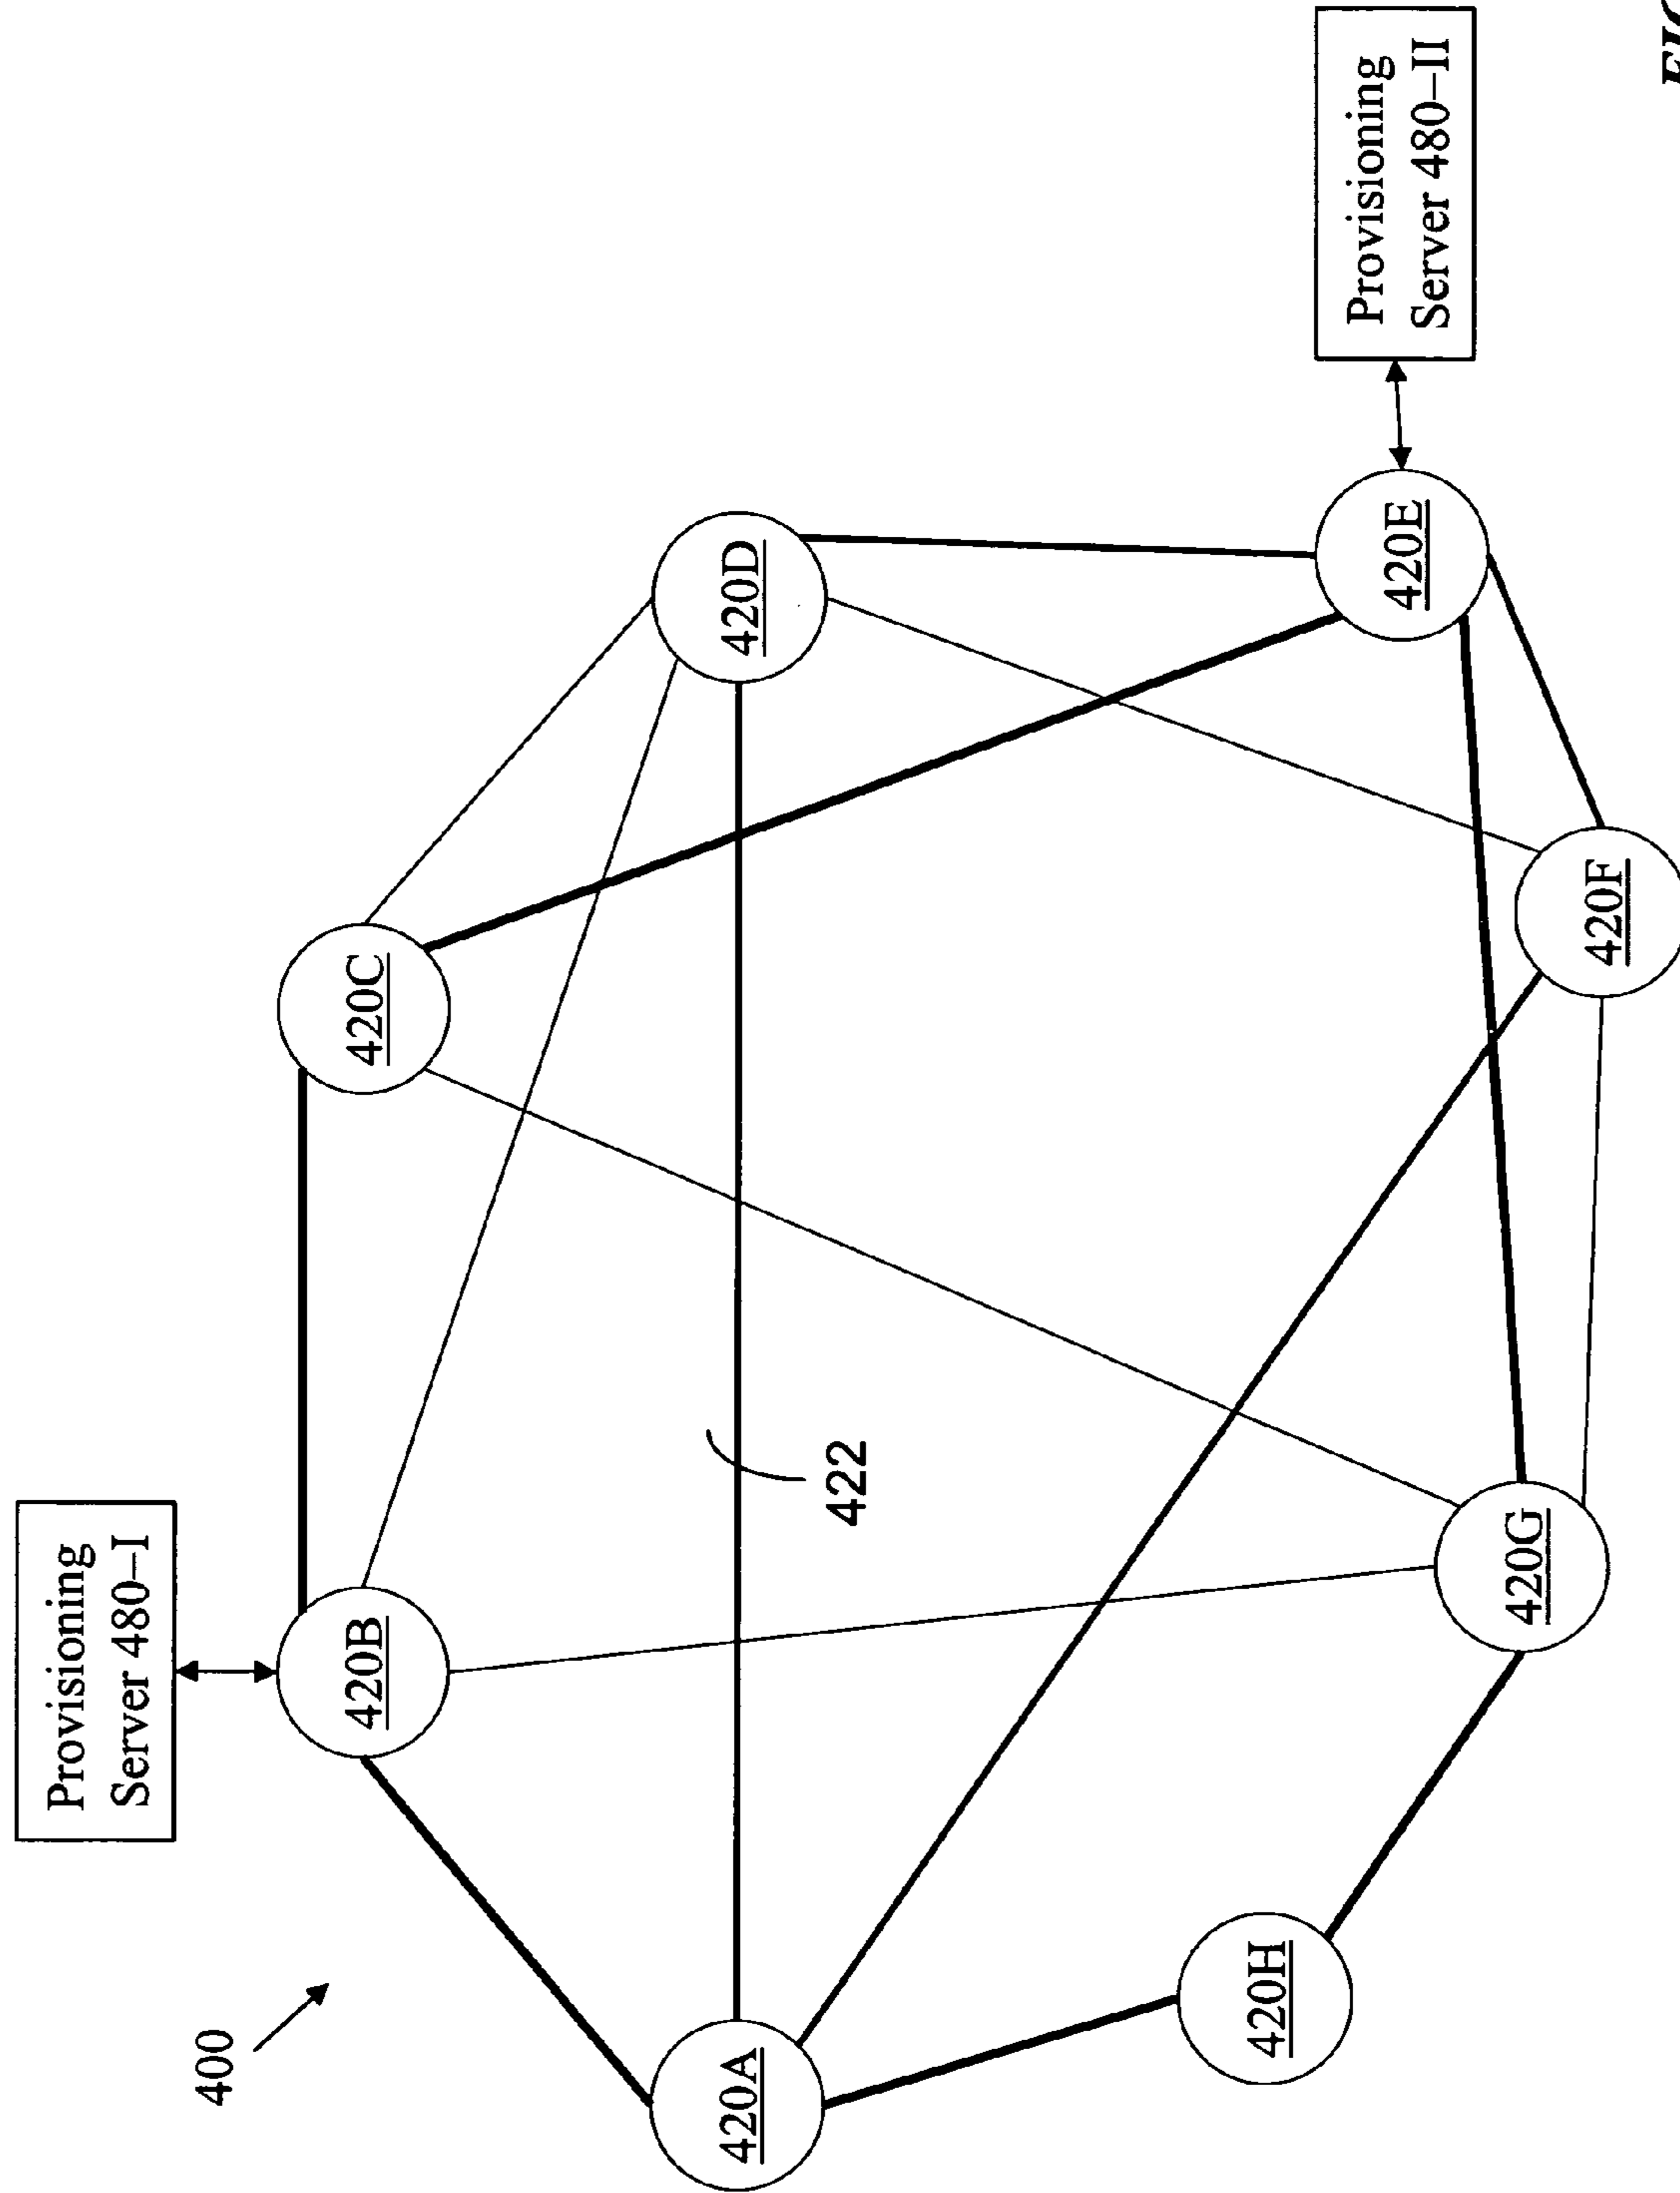 400
Provisioning
Server 480–I
420B
420C
420A
422
420D
420H
420G
420F
420E
Provisioning
Server 480–II